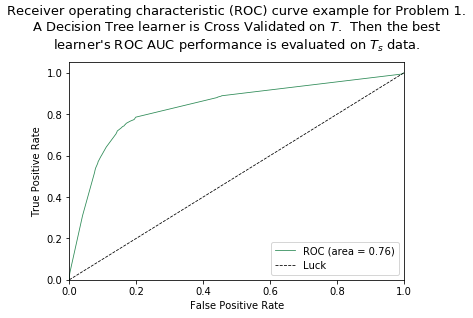 Receiver operating characteristic (ROC) curve example for Problem 1.
A Decision Tree learner is Cross Validated on T. Then the best
learner's ROC AUC performance is evaluated on Tₛ data.
1.0
0.8
0.6
0.4
0.2
0.0
True Positive Rate
ROC (area = 0.76)
Luck
0.0 0.2 0.4 0.6 0.8 1.0
False Positive Rate